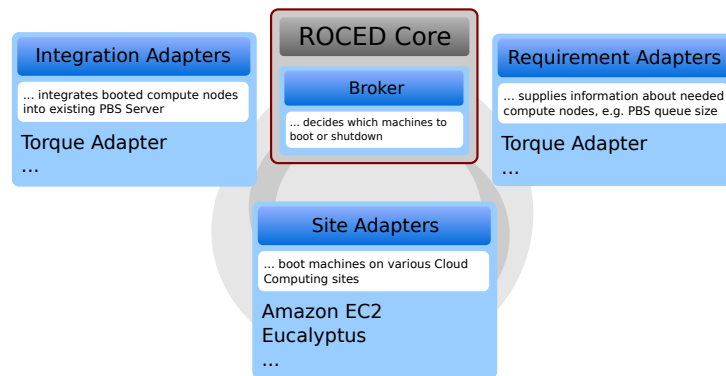 ROCED Core
Broker
... decides which machines to
boot or shutdown
Integration Adapters
... integrates booted compute nodes
into existing PBS Server
Torque Adapter
...
Requirement Adapters
... supplies information about needed
compute nodes, e.g. PBS queue size
Torque Adapter
...
Site Adapters
... boot machines on various Cloud
Computing sites
Amazon EC2
Eucalyptus
...